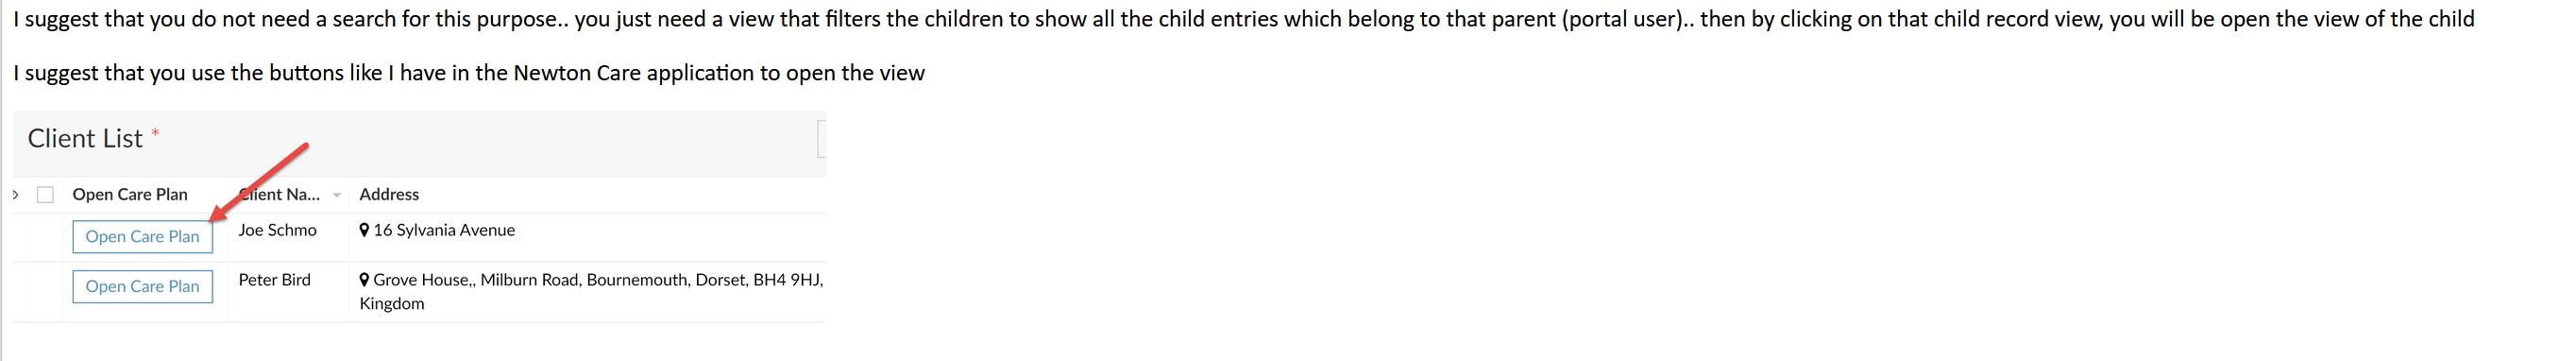 I suggest that you do not need a search for this purpose.. you just need a view that filters the children to show all the child entries which belong to that parent (portal user).. then by clicking on that child record view, you will be open the view of the child
I suggest that you use the buttons like I have in the Newton Care application to open the view
Client List *
Open Care Plan Client Na... Address
Open Care Plan Joe Schmo 16 Sylvania Avenue
Open Care Plan Peter Bird Grove House,, Milburn Road, Bournemouth, Dorset, BH4 9HJ,
Kingdom